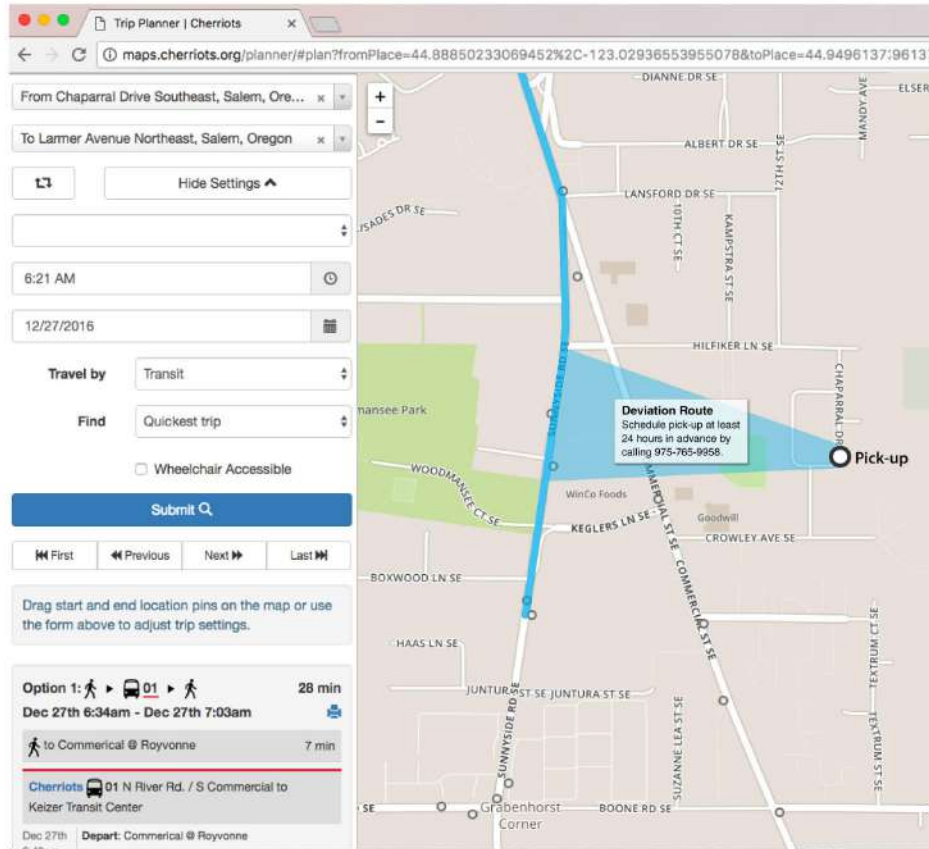 Trip Planner | Cherriots
maps.cherriots.org/planner/#plan?fromPlace=44.88850233069452%2C-123.02936553955078&toPlace=44.9496137:9613
From Chaparral Drive Southeast, Salem, Ore...
To Larmer Avenue Northeast, Salem, Oregon
Hide Settings
6:21 AM
12/27/2016
Travel by
Transit
Find
Quickest trip
Wheelchair Accessible
Submit
First
Previous
Next
Last
Drag start and end location pins on the map or use
the form above to adjust trip settings.
Option 1: 01
28 min
Dec 27th 6:34am - Dec 27th 7:03am
to Commerical @ Royvonne
7 min
Cherriots 01 N River Rd. / S Commercial to
Keizer Transit Center
Dec 27th
Depart: Commerical @ Royvonne
+
−
DIANNE DR SE
MANDY AVE
ELSER
ALBERT DR SE
12TH ST SE
LANSFORD DR SE
USADES DR SE
10TH CT SE
KAMPSTRA ST SE
HILFIKER LN SE
SUNNYSIDE RD SE
CHAPARRAL DR
mansee Park
Deviation Route
Schedule pick-up at least
24 hours in advance by
calling 975-765-9958.
Pick-up
WOODMANSEE CT SE
WinCo Foods
COMMERCIAL ST SE
KEGLERS LN SE
Goodwill
CROWLEY AVE SE
BOXWOOD LN SE
COMMERCIAL ST SE
HAAS LN SE
TEXTRUM CT SE
JUNTURA ST SE
JUNTURA ST SE
SUNNYSIDE RD SE
SUZANNE LEA ST SE
TEXTRUM ST SE
SE
Grabenhorst
Corner
BOONE RD SE